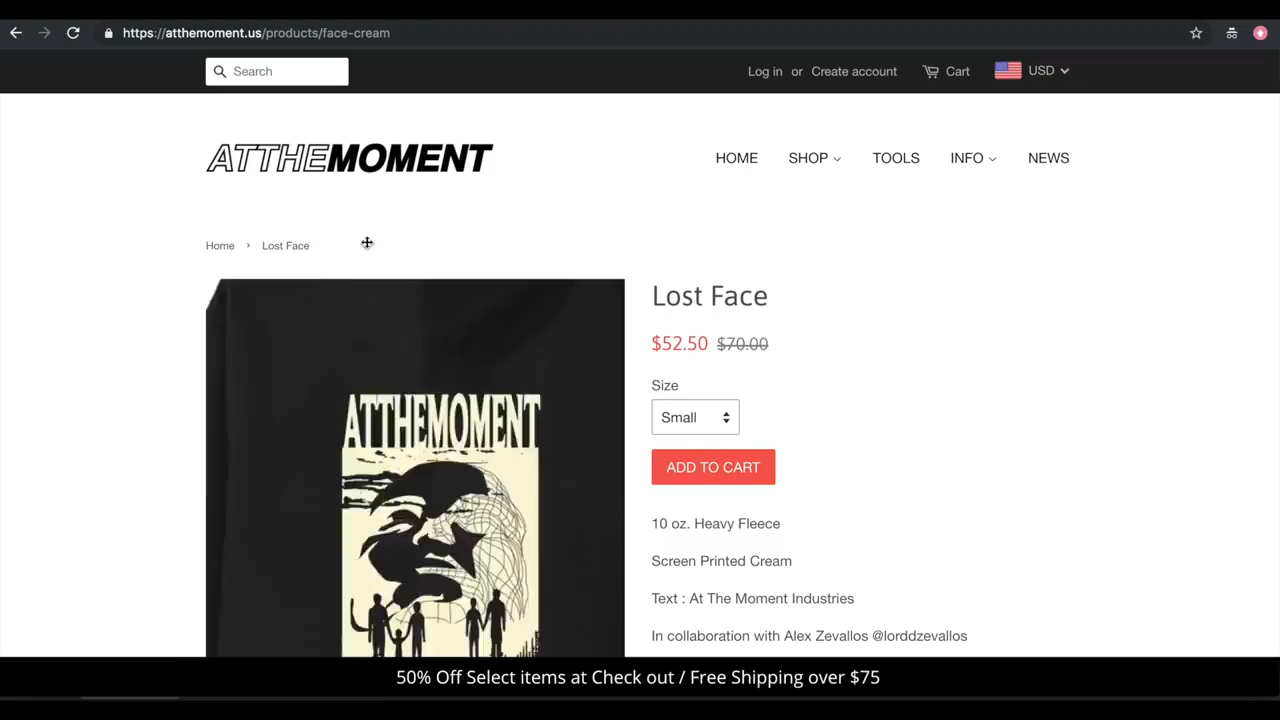 https://atthemoment.us/products/face-cream
Search
Log in or Create account Cart USD
ATTHEMOMENT
HOME SHOP TOOLS INFO NEWS
Home › Lost Face
Lost Face
$52.50 $70.00
Size
Small
ADD TO CART
10 oz. Heavy Fleece
Screen Printed Cream
Text : At The Moment Industries
In collaboration with Alex Zevallos @lorddzevallos
ATTHEMOMENT
50% Off Select items at Check out / Free Shipping over $75